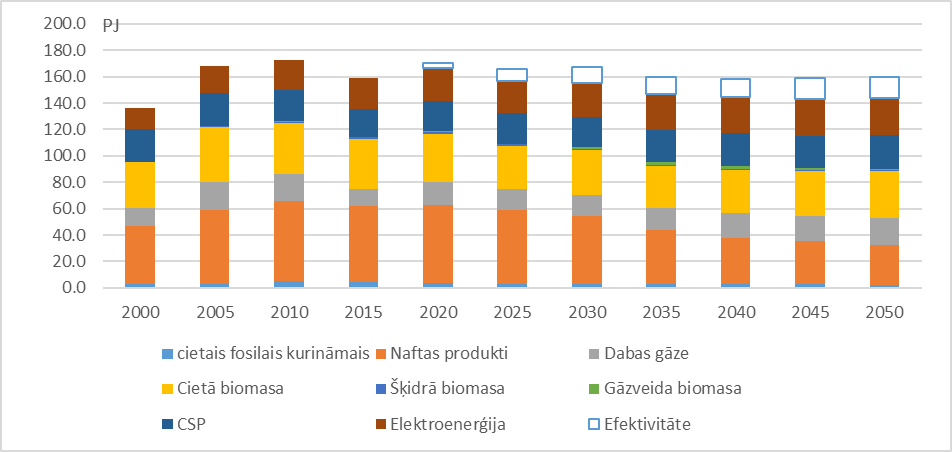 PJ
200.0
180.0
160.0
140.0
120.0
100.0
80.0
60.0
40.0
20.0
0.0
2000 2005 2010 2015 2020 2025 2030 2035 2040 2045 2050
cietais fosilais kurināmais Naftas produkti Dabas gāze
Cietā biomasa Šķidrā biomasa Gāzveida biomasa
CSP Elektroenerģija Efektivitāte